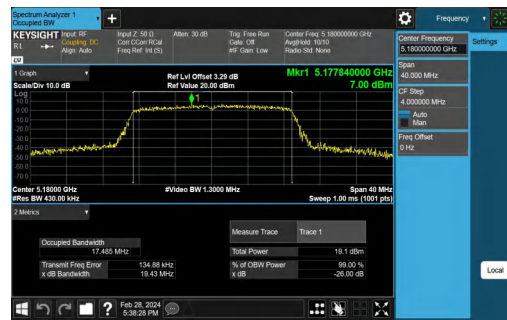 Spectrum Analyzer 1
Occupied BW
+
Frequency
KEYSIGHT Input: RF Input Z: 50 Ω Atten: 30 dB Trig: Free Run Center Freq: 5.180000000 GHz
RL Coupling: DC Corr CCorr RCal Gate: Off Avg|Hold: 10/10
Align: Auto Freq Ref: Int (S) #IF Gain: Low Radio Std: None
LV
Center Frequency
5.180000000 GHz
Settings
Span
40.000 MHz
CF Step
4.000000 MHz
Auto
Man
Freq Offset
0 Hz
Local
1 Graph
Ref Lvl Offset 3.29 dB
Mkr1 5.177840000 GHz
Scale/Div 10.0 dB
Ref Value 20.00 dBm
7.00 dBm
Log
1
10.0
0.00
-10.0
-20.0
-30.0
-40.0
-50.0
-60.0
-70.0
Center 5.18000 GHz
#Video BW 1.3000 MHz
Span 40 MHz
#Res BW 430.00 kHz
Sweep 1.00 ms (1001 pts)
2 Metrics
Measure Trace Trace 1
Occupied Bandwidth
17.485 MHz
Total Power 19.1 dBm
Transmit Freq Error 134.88 kHz
% of OBW Power 99.00 %
x dB Bandwidth 19.43 MHz
x dB -26.00 dB
?
Feb 28, 2024
5:38:28 PM